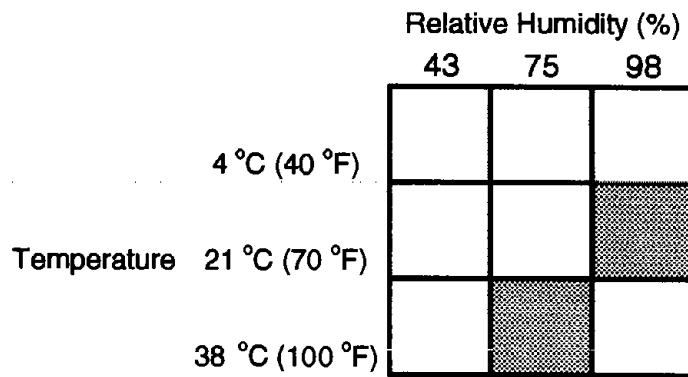 Relative Humidity (%)
43 75 98
4 °C (40 °F)
Temperature 21 °C (70 °F)
38 °C (100 °F)